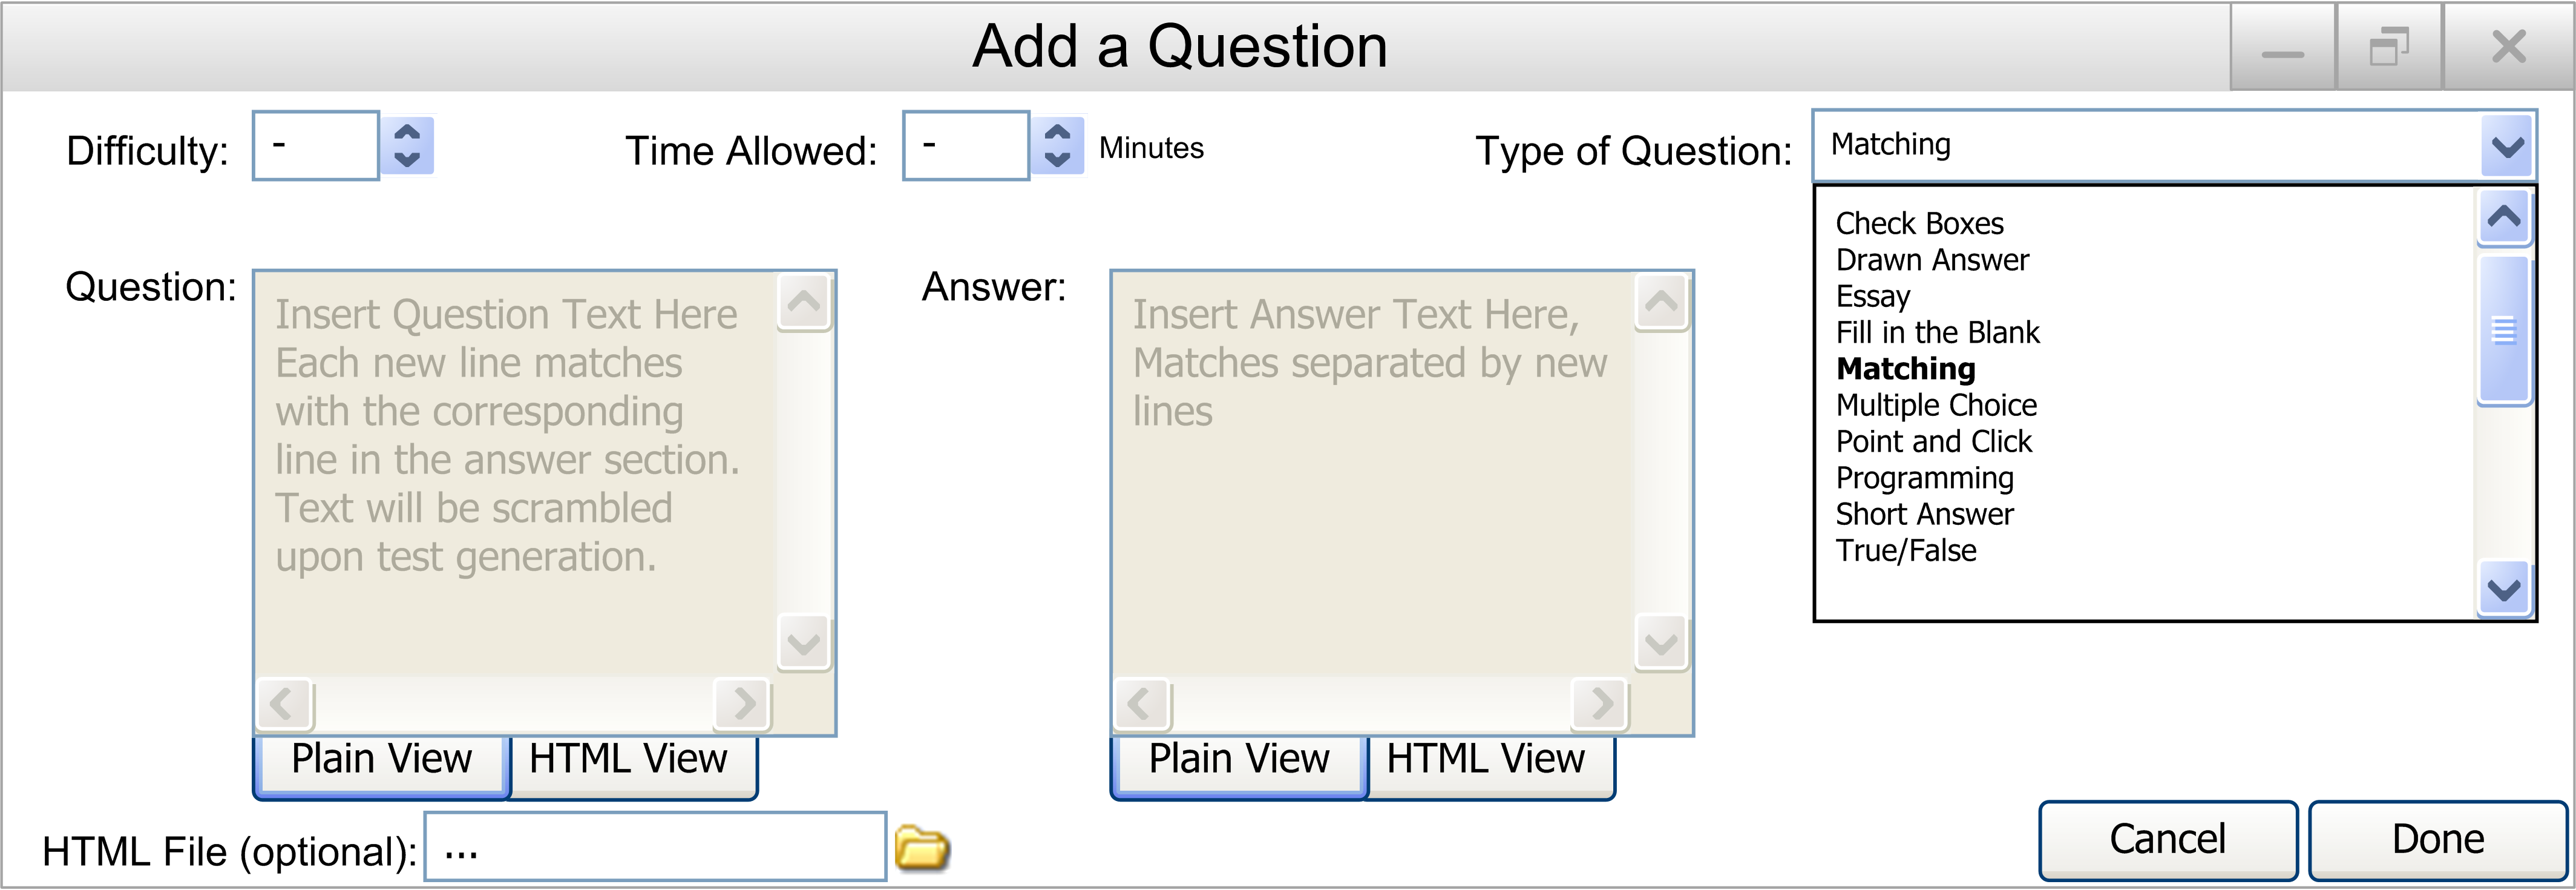 Add a Question
Difficulty: -
Time Allowed: - Minutes
Type of Question: Matching
Check Boxes
Drawn Answer
Essay
Fill in the Blank
Matching
Multiple Choice
Point and Click
Programming
Short Answer
True/False
Question:
Insert Question Text Here
Each new line matches
with the corresponding
line in the answer section.
Text will be scrambled
upon test generation.
Plain View
HTML View
Answer:
Insert Answer Text Here,
Matches separated by new
lines
Plain View
HTML View
HTML File (optional): ...
Cancel
Done